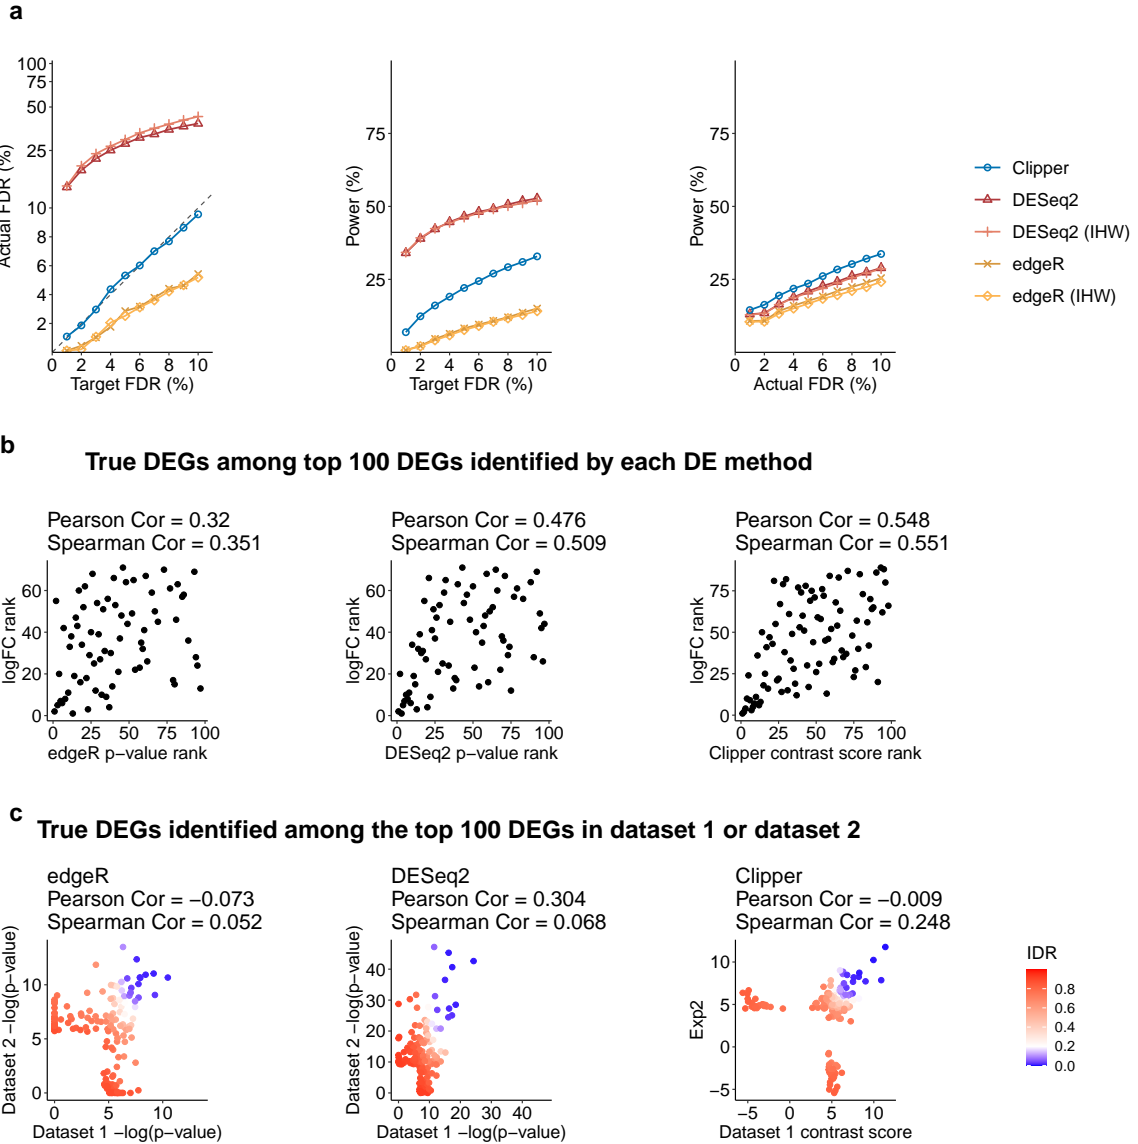 a
100
75
50
25
10
8
6
4
2
Actual FDR (%)
0 2 4 6 8 10
Target FDR (%)
75
50
25
Power (%)
0 2 4 6 8 10
Target FDR (%)
75
50
25
Power (%)
0 2 4 6 8 10
Actual FDR (%)
Clipper
DESeq2
DESeq2 (IHW)
edgeR
edgeR (IHW)
b
True DEGs among top 100 DEGs identified by each DE method
Pearson Cor = 0.32
Spearman Cor = 0.351
60
40
20
0
logFC rank
0 25 50 75 100
edgeR p−value rank
Pearson Cor = 0.476
Spearman Cor = 0.509
60
40
20
0
logFC rank
0 25 50 75 100
DESeq2 p−value rank
Pearson Cor = 0.548
Spearman Cor = 0.551
75
50
25
0
logFC rank
0 25 50 75 100
Clipper contrast score rank
c
True DEGs identified among the top 100 DEGs in dataset 1 or dataset 2
edgeR
Pearson Cor = −0.073
Spearman Cor = 0.052
10
5
0
Dataset 2 −log(p−value)
0 5 10
Dataset 1 −log(p−value)
DESeq2
Pearson Cor = 0.304
Spearman Cor = 0.068
40
30
20
10
0
Dataset 2 −log(p−value)
0 10 20 30 40
Dataset 1 −log(p−value)
Clipper
Pearson Cor = −0.009
Spearman Cor = 0.248
10
5
0
−5
Exp2
−5 0 5 10
Dataset 1 contrast score
IDR
0.8
0.6
0.4
0.2
0.0